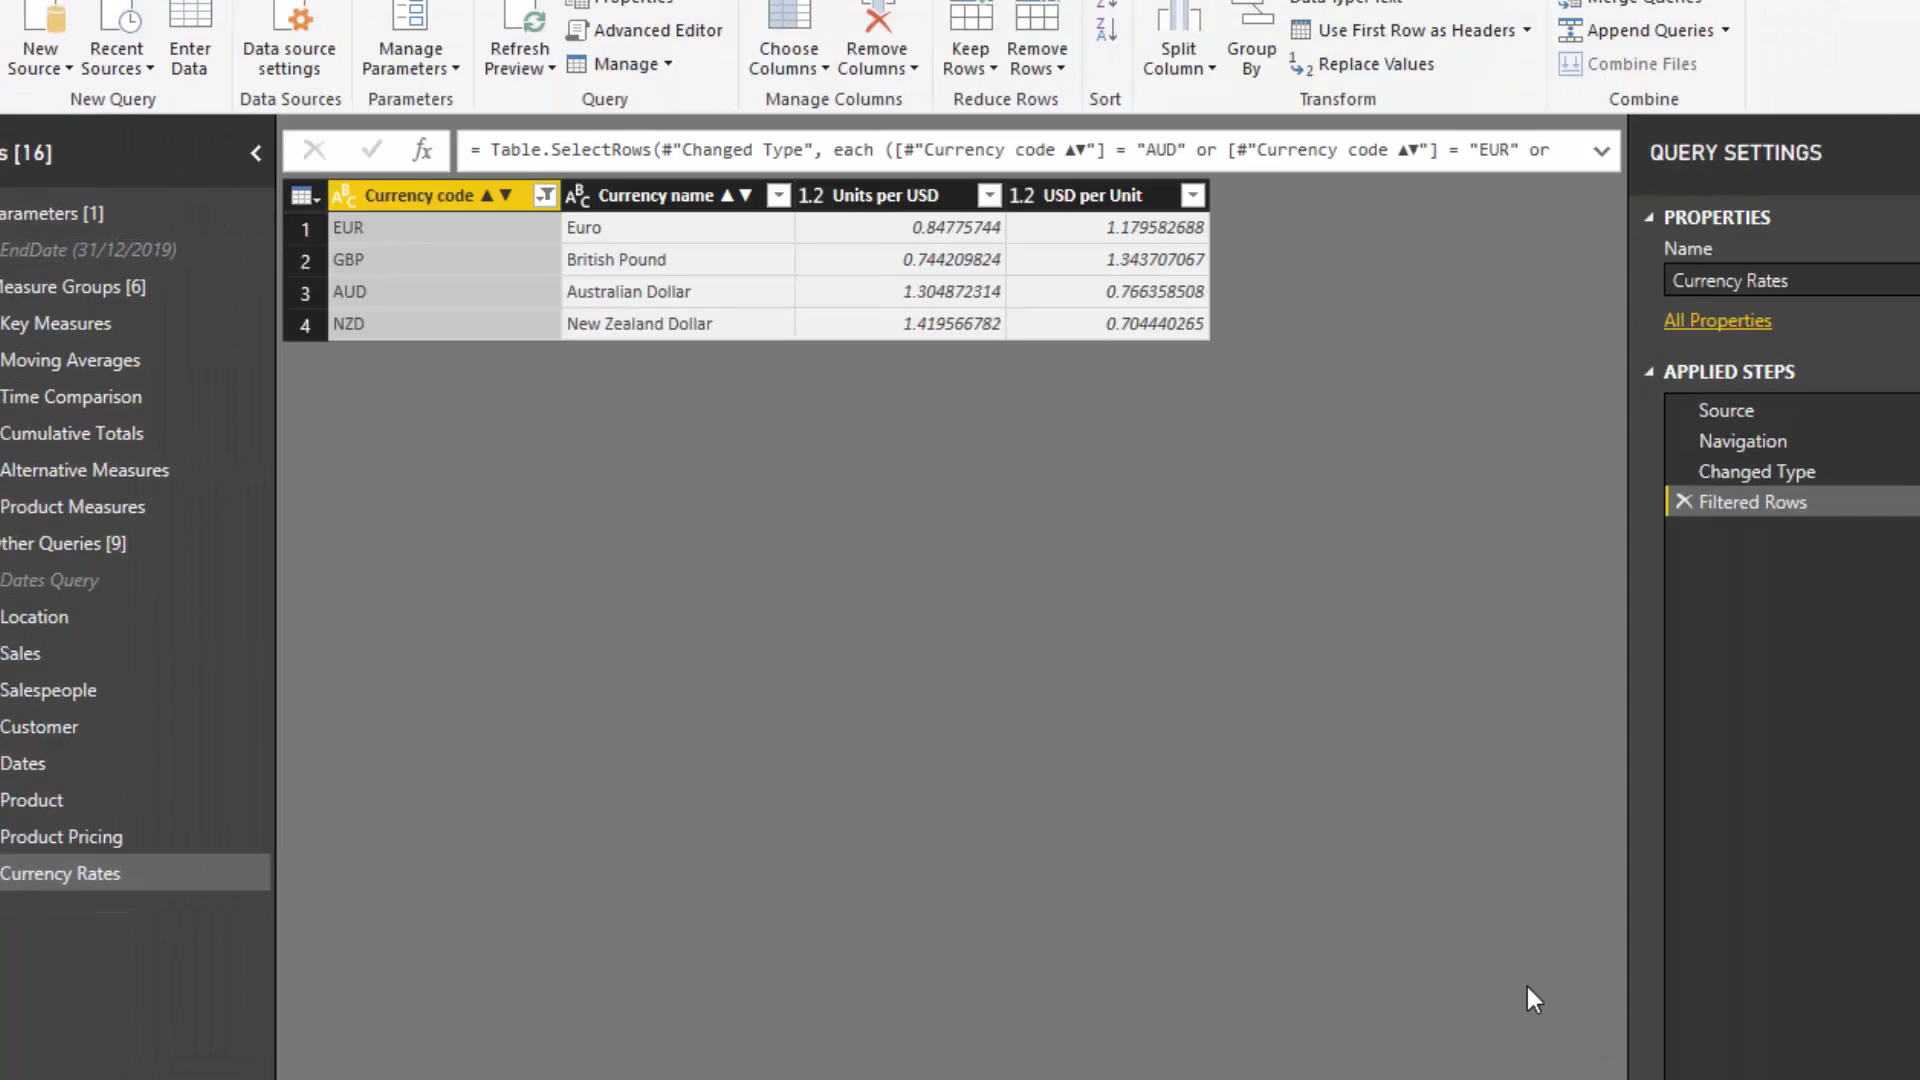 New Source
Recent Sources
Enter Data
New Query
Data source settings
Data Sources
Manage Parameters
Parameters
Refresh Preview
Properties
Advanced Editor
Manage
Query
Choose Columns
Remove Columns
Manage Columns
Keep Rows
Remove Rows
Reduce Rows
Sort
Split Column
Group By
Use First Row as Headers
Replace Values
Transform
Merge Queries
Append Queries
Combine Files
Combine
s [16]
arameters [1]
EndDate (31/12/2019)
Measure Groups [6]
Key Measures
Moving Averages
Time Comparison
Cumulative Totals
Alternative Measures
Product Measures
ther Queries [9]
Dates Query
Location
Sales
Salespeople
Customer
Dates
Product
Product Pricing
Currency Rates
fx = Table.SelectRows(#"Changed Type", each ([#"Currency code ▲▼"] = "AUD" or [#"Currency code ▲▼"] = "EUR" or
ABC Currency code ▲▼ ABC Currency name ▲▼ 1.2 Units per USD 1.2 USD per Unit
1 EUR Euro 0.84775744 1.179582688
2 GBP British Pound 0.744209824 1.343707067
3 AUD Australian Dollar 1.304872314 0.766358508
4 NZD New Zealand Dollar 1.419566782 0.704440265
QUERY SETTINGS
PROPERTIES
Name
Currency Rates
All Properties
APPLIED STEPS
Source
Navigation
Changed Type
Filtered Rows